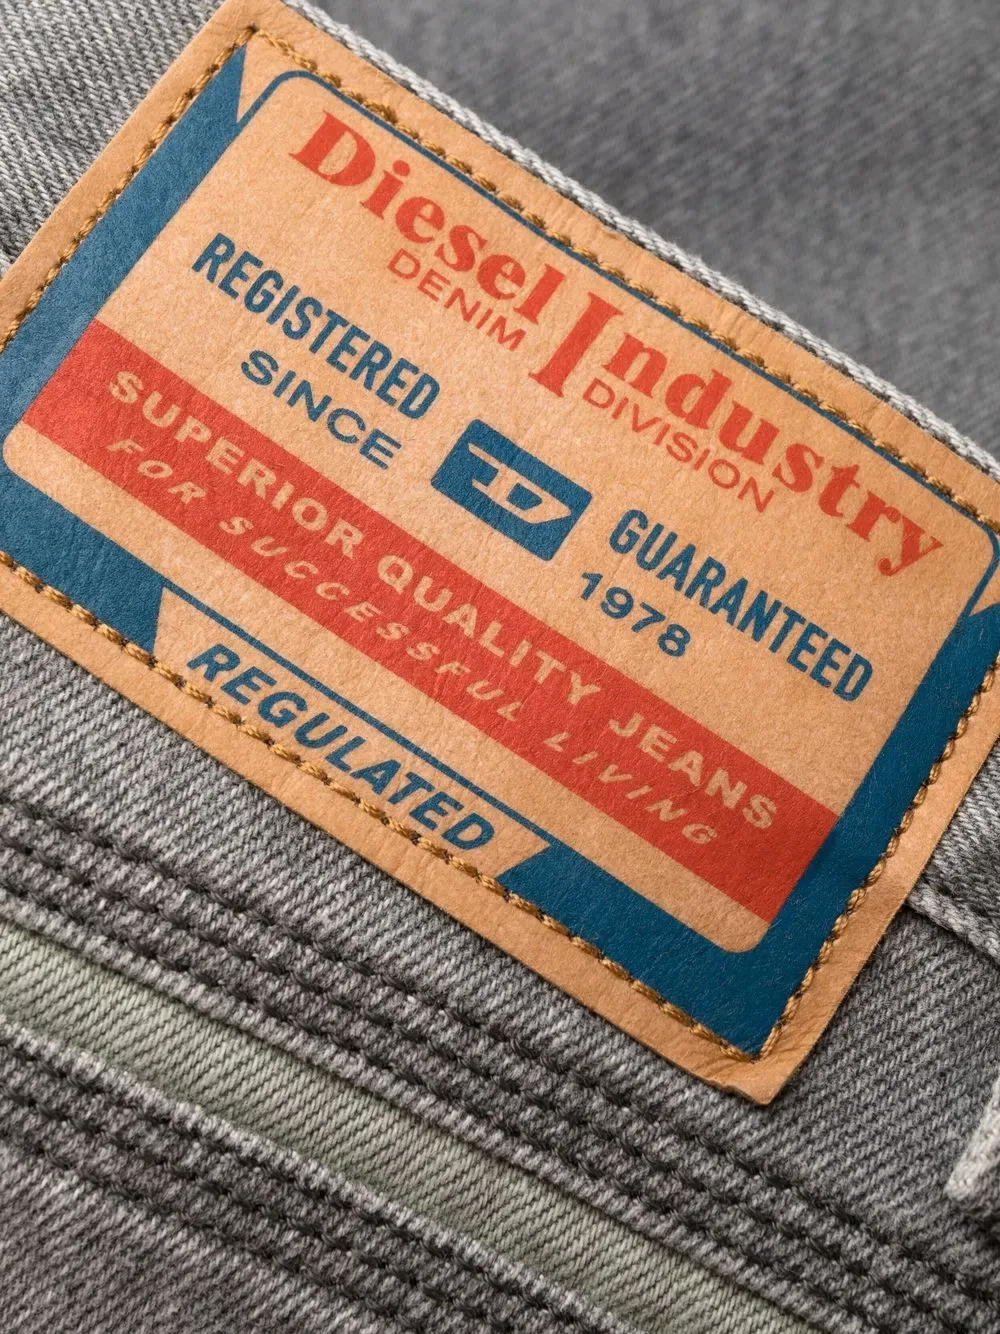 Diesel Industry
DENIM DIVISION
REGISTERED GUARANTEED
SINCE D 1978
SUPERIOR QUALITY JEANS
FOR SUCCESSFUL LIVING
REGULATED